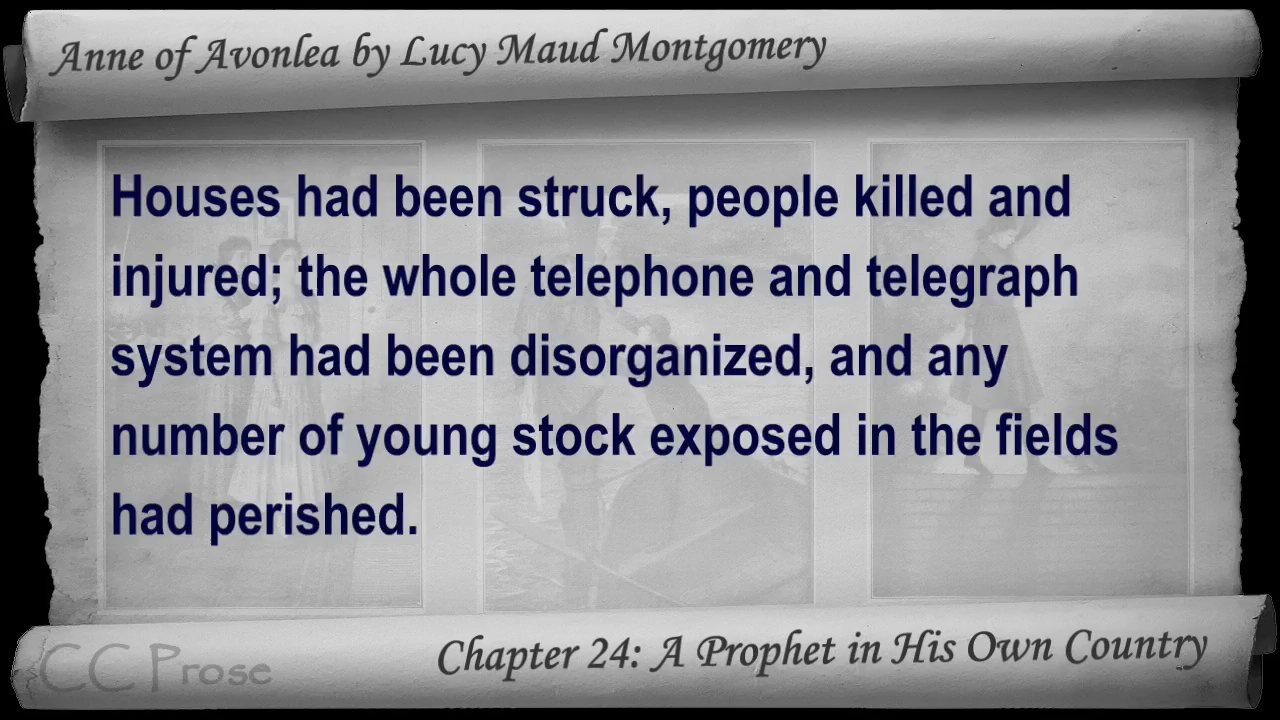 Anne of Avonlea by Lucy Maud Montgomery
Houses had been struck, people killed and
injured; the whole telephone and telegraph
system had been disorganized, and any
number of young stock exposed in the fields
had perished.
CC Prose
Chapter 24: A Prophet in His Own Country